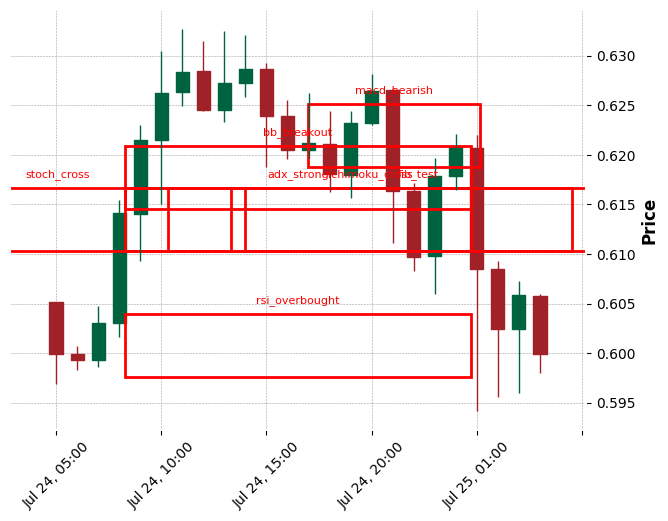 macd_bearish
bb_breakout
stoch_cross
adx_strong
rsi_overbought
0.630
0.625
0.620
0.615
0.610
0.605
0.600
0.595
Price
Jul 24, 05:00
Jul 24, 10:00
Jul 24, 15:00
Jul 24, 20:00
Jul 25, 01:00